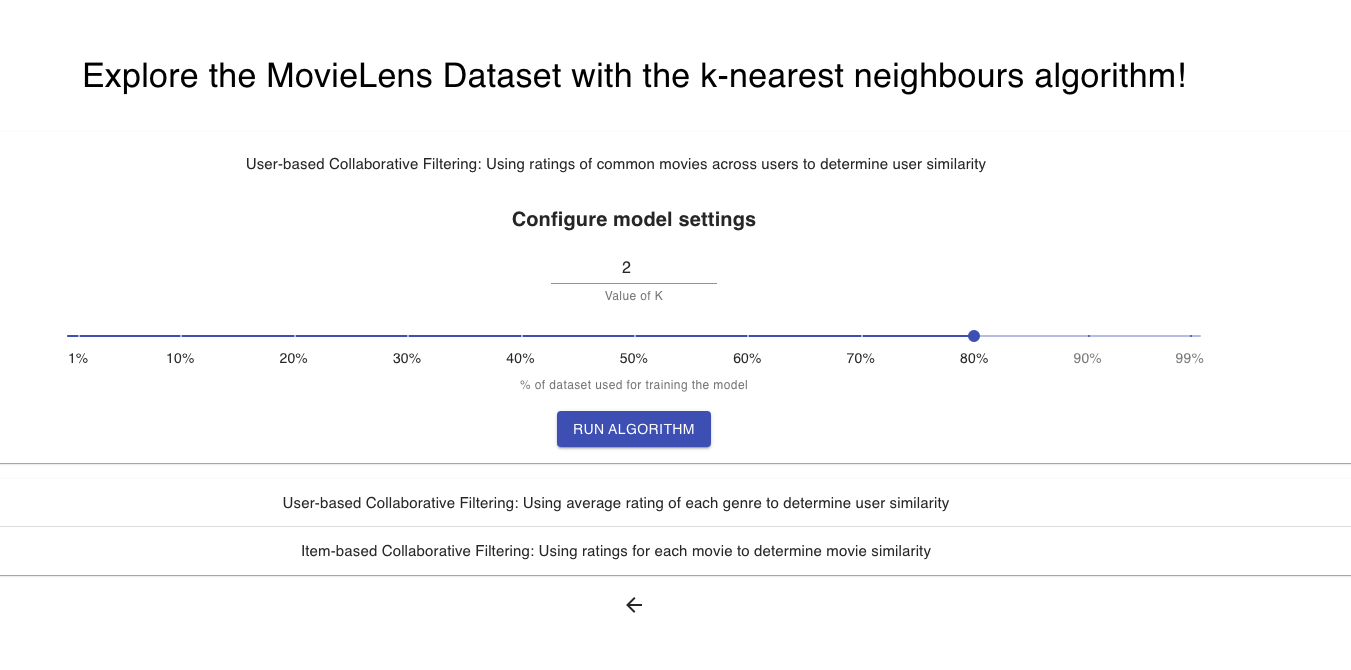 Explore the MovieLens Dataset with the k-nearest neighbours algorithm!
User-based Collaborative Filtering: Using ratings of common movies across users to determine user similarity
Configure model settings
2
Value of K
1% 10% 20% 30% 40% 50% 60% 70% 80% 90% 99%
% of dataset used for training the model
RUN ALGORITHM
User-based Collaborative Filtering: Using average rating of each genre to determine user similarity
Item-based Collaborative Filtering: Using ratings for each movie to determine movie similarity